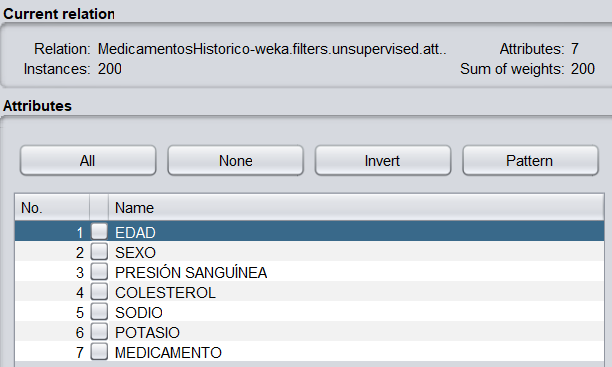 Current relation
Relation: MedicamentosHistorico-weka.filters.unsupervised.att.. Attributes: 7
Instances: 200 Sum of weights: 200
Attributes
All None Invert Pattern
No. Name
1 EDAD
2 SEXO
3 PRESIÓN SANGUÍNEA
4 COLESTEROL
5 SODIO
6 POTASIO
7 MEDICAMENTO